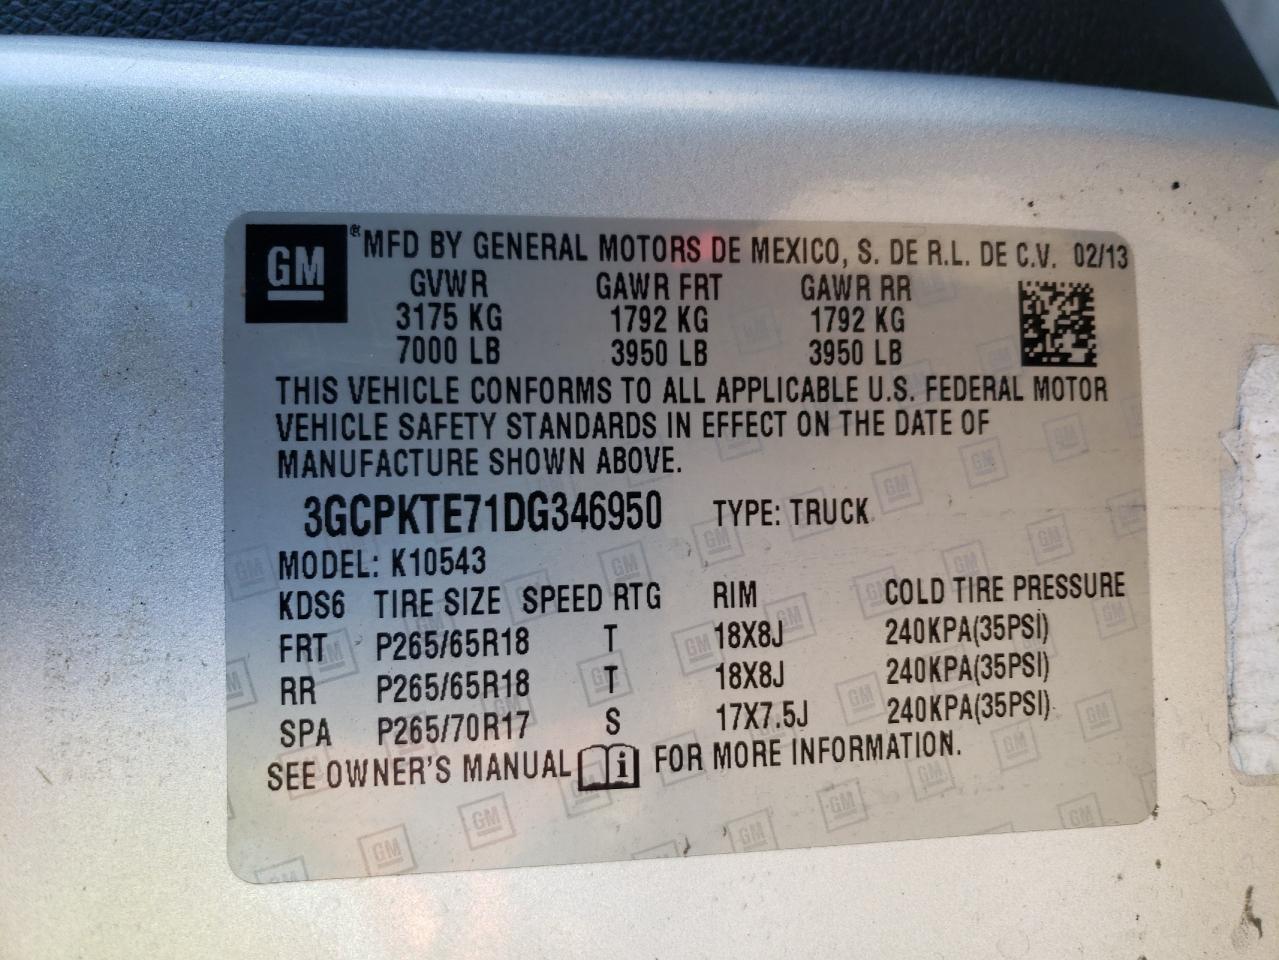 GM ® MFD BY GENERAL MOTORS DE MEXICO, S. DE R.L. DE C.V. 02/13
GVWR GAWR FRT GAWR RR
3175 KG 1792 KG 1792 KG
7000 LB 3950 LB 3950 LB
THIS VEHICLE CONFORMS TO ALL APPLICABLE U.S. FEDERAL MOTOR
VEHICLE SAFETY STANDARDS IN EFFECT ON THE DATE OF
MANUFACTURE SHOWN ABOVE.
3GCPKTE71DG346950 TYPE: TRUCK
MODEL: K10543
KDS6 TIRE SIZE SPEED RTG RIM COLD TIRE PRESSURE
FRT P265/65R18 T 18X8J 240KPA(35PSI)
RR P265/65R18 T 18X8J 240KPA(35PSI)
SPA P265/70R17 S 17X7.5J 240KPA(35PSI)
SEE OWNER'S MANUAL i FOR MORE INFORMATION.